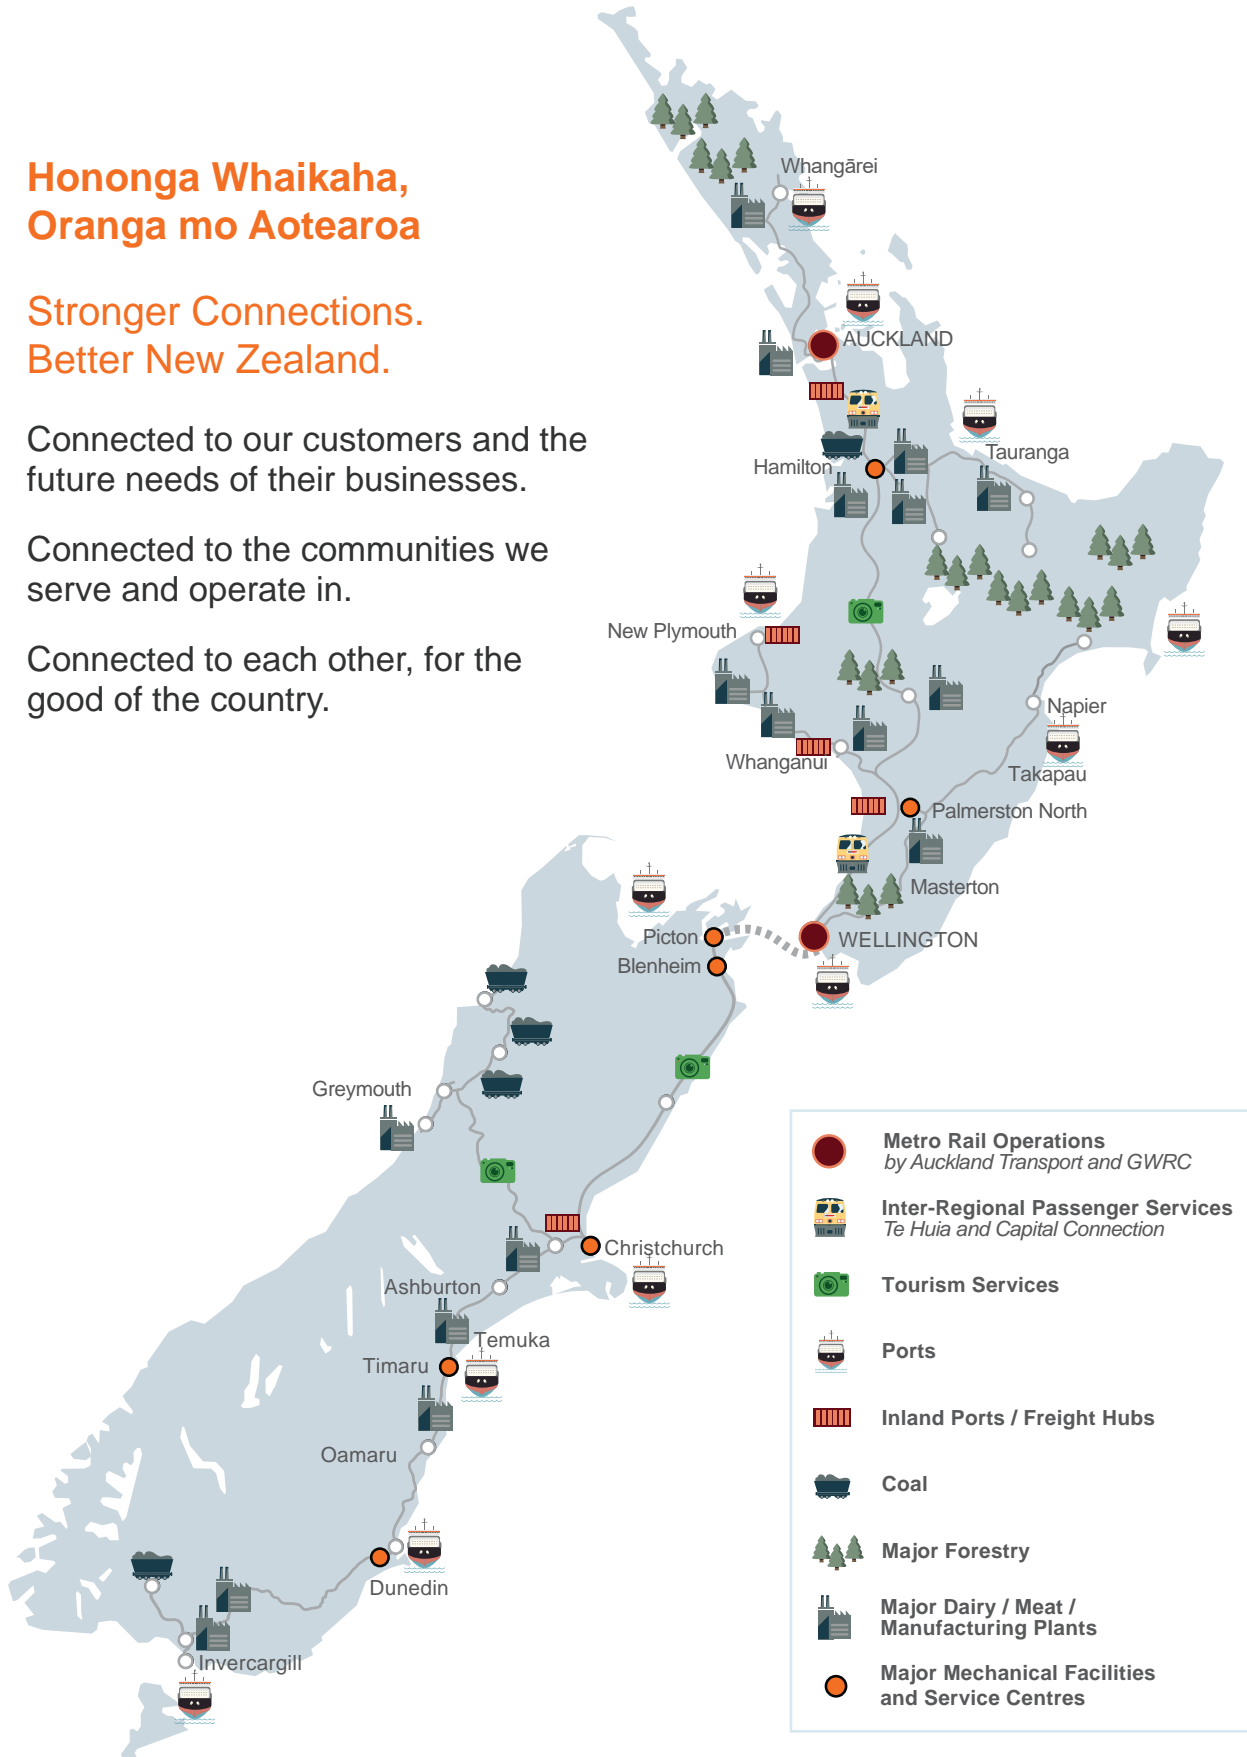 Hononga Whaikaha,
Oranga mo Aotearoa
Stronger Connections.
Better New Zealand.
Connected to our customers and the
future needs of their businesses.
Connected to the communities we
serve and operate in.
Connected to each other, for the
good of the country.
Whangārei
AUCKLAND
Hamilton
Tauranga
New Plymouth
Napier
Whanganui
Takapau
Palmerston North
Masterton
WELLINGTON
Picton
Blenheim
Greymouth
Christchurch
Ashburton
Temuka
Timaru
Oamaru
Dunedin
Invercargill
Metro Rail Operations
by Auckland Transport and GWRC
Inter-Regional Passenger Services
Te Huia and Capital Connection
Tourism Services
Ports
Inland Ports / Freight Hubs
Coal
Major Forestry
Major Dairy / Meat /
Manufacturing Plants
Major Mechanical Facilities
and Service Centres